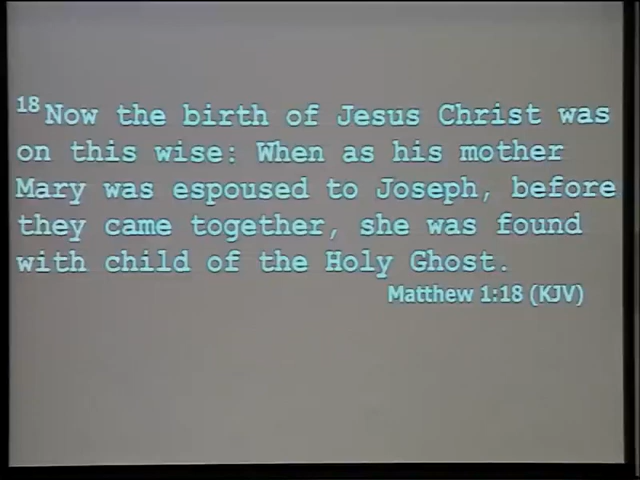 18Now the birth of Jesus Christ was
on this wise: When as his mother
Mary was espoused to Joseph, before
they came together, she was found
with child of the Holy Ghost.
Matthew 1:18 (KJV)